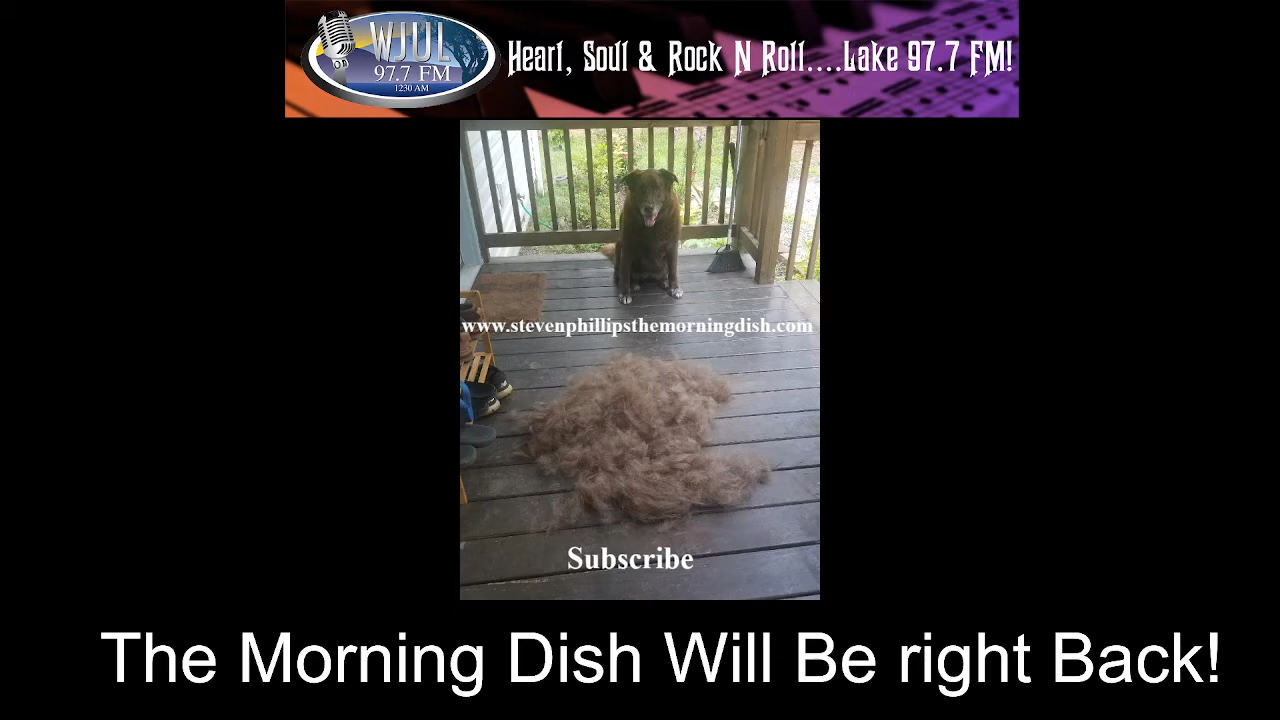 WJUL
97.7 FM
1230 AM
Heart, Soul & Rock N Roll....Lake 97.7 FM!
www.stevenphillipsthemorningdish.com
Subscribe
The Morning Dish Will Be right Back!